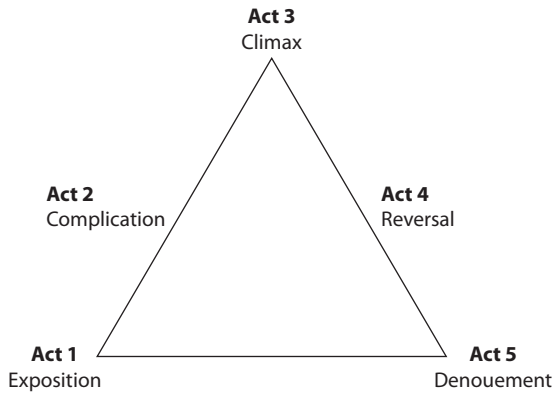 Act 3
Climax
Act 2
Complication
Act 4
Reversal
Act 1
Exposition
Act 5
Denouement